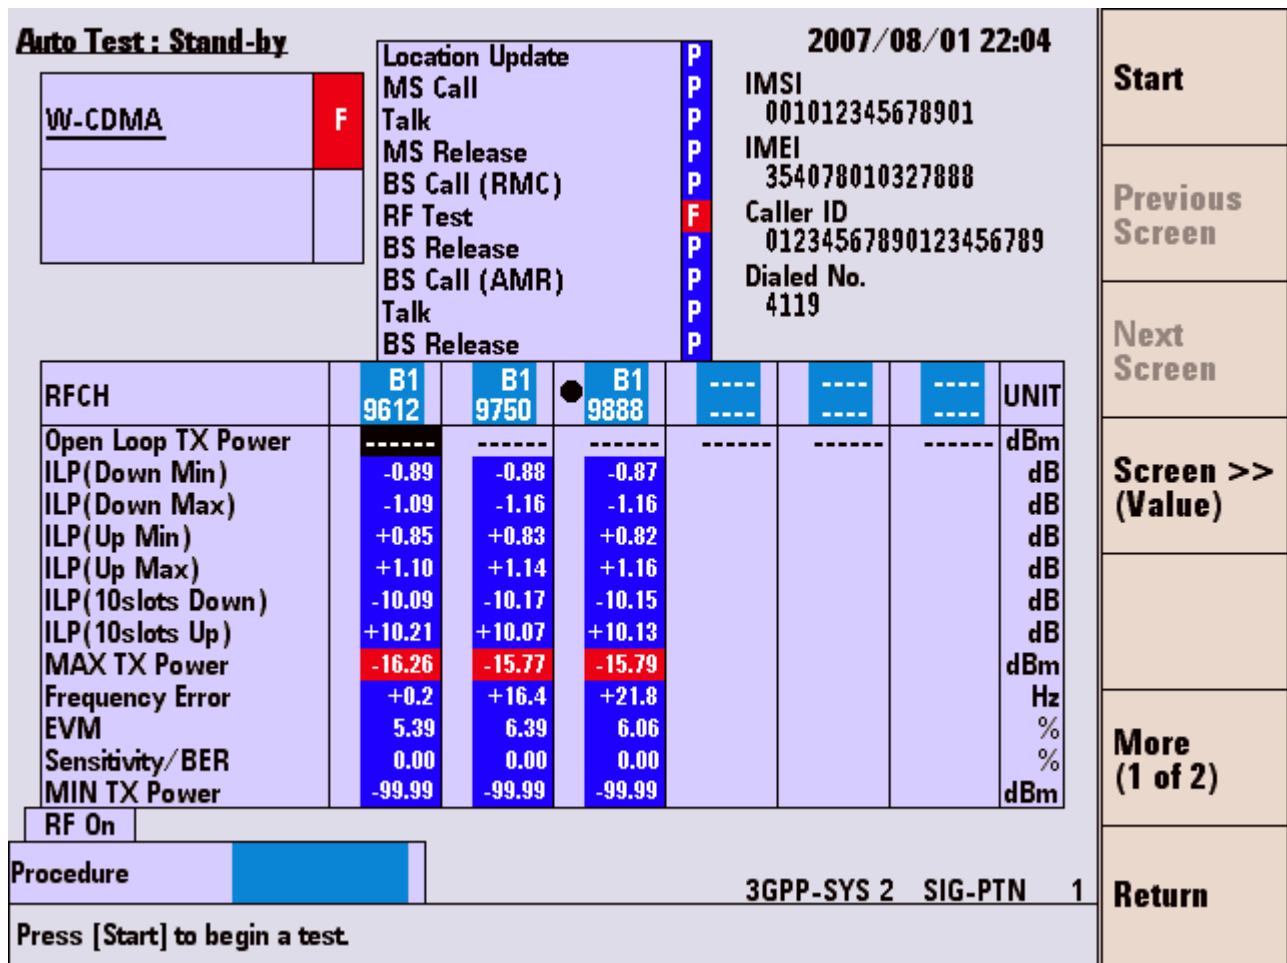 Auto Test : Stand-by
2007/08/01 22:04
W-CDMA F
Location Update P
MS Call P
Talk P
MS Release P
BS Call (RMC) P
RF Test F
BS Release P
BS Call (AMR) P
Talk P
BS Release P
IMSI
001012345678901
IMEI
354078010327888
Caller ID
01234567890123456789
Dialed No.
4119
RFCH B1 9612 B1 9750 ● B1 9888 ---- ---- ---- ---- ---- ---- UNIT
Open Loop TX Power ------ ------ ------ ------ ------ ------ dBm
ILP(Down Min) -0.89 -0.88 -0.87 dB
ILP(Down Max) -1.09 -1.16 -1.16 dB
ILP(Up Min) +0.85 +0.83 +0.82 dB
ILP(Up Max) +1.10 +1.14 +1.16 dB
ILP(10slots Down) -10.09 -10.17 -10.15 dB
ILP(10slots Up) +10.21 +10.07 +10.13 dB
MAX TX Power -16.26 -15.77 -15.79 dBm
Frequency Error +0.2 +16.4 +21.8 Hz
EVM 5.39 6.39 6.06 %
Sensitivity/BER 0.00 0.00 0.00 %
MIN TX Power -99.99 -99.99 -99.99 dBm
RF On
Procedure
3GPP-SYS 2 SIG-PTN 1
Press [Start] to begin a test.
Start
Previous
Screen
Next
Screen
Screen >>
(Value)
More
(1 of 2)
Return